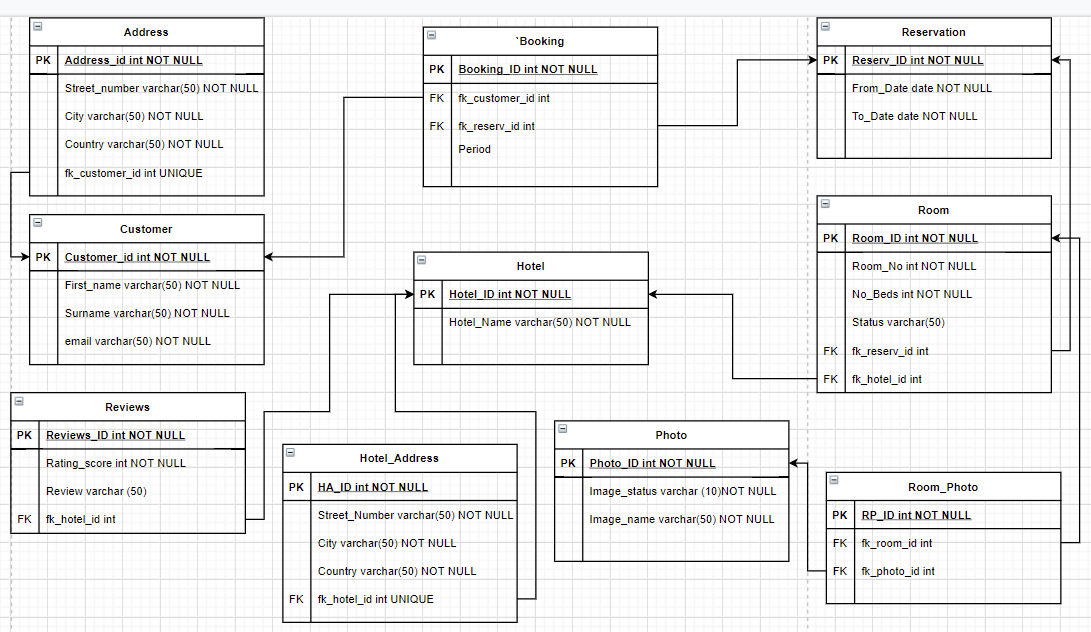 Address
PK Address_id int NOT NULL
Street_number varchar(50) NOT NULL
City varchar(50) NOT NULL
Country varchar(50) NOT NULL
fk_customer_id int UNIQUE
`Booking
PK Booking_ID int NOT NULL
FK fk_customer_id int
FK fk_reserv_id int
Period
Reservation
PK Reserv_ID int NOT NULL
From_Date date NOT NULL
To_Date date NOT NULL
Customer
PK Customer_id int NOT NULL
First_name varchar(50) NOT NULL
Surname varchar(50) NOT NULL
email varchar(50) NOT NULL
Hotel
PK Hotel_ID int NOT NULL
Hotel_Name varchar(50) NOT NULL
Room
PK Room_ID int NOT NULL
Room_No int NOT NULL
No_Beds int NOT NULL
Status varchar(50)
FK fk_reserv_id int
FK fk_hotel_id int
Reviews
PK Reviews_ID int NOT NULL
Rating_score int NOT NULL
Review varchar (50)
FK fk_hotel_id int
Hotel_Address
PK HA_ID int NOT NULL
Street_Number varchar(50) NOT NULL
City varchar(50) NOT NULL
Country varchar(50) NOT NULL
FK fk_hotel_id int UNIQUE
Photo
PK Photo_ID int NOT NULL
Image_status varchar (10)NOT NULL
Image_name varchar(50) NOT NULL
Room_Photo
PK RP_ID int NOT NULL
FK fk_room_id int
FK fk_photo_id int